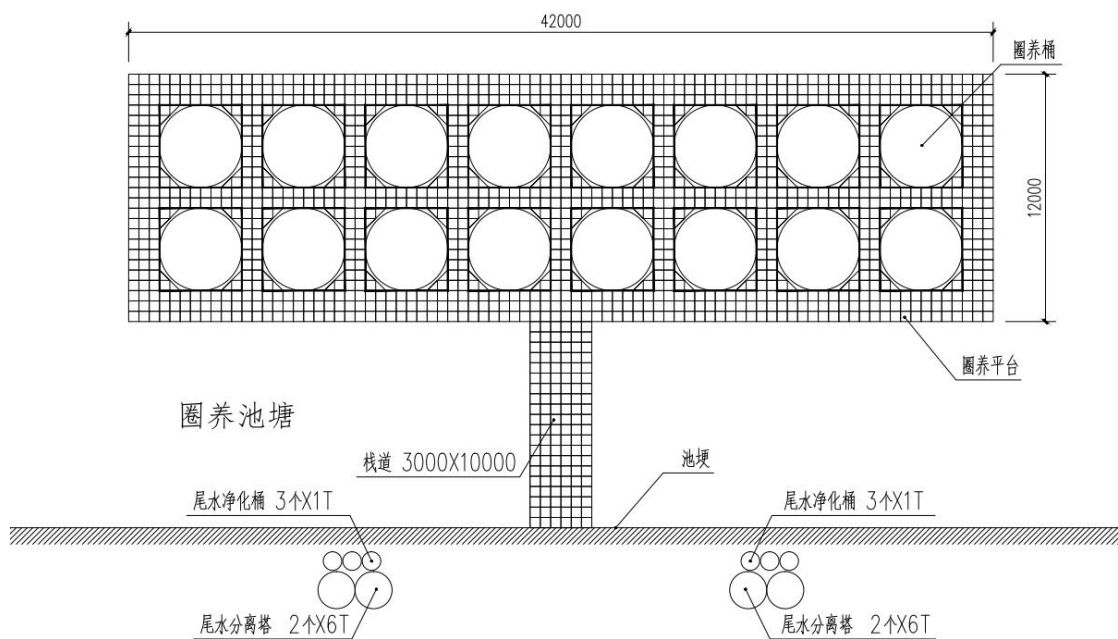 42000
圈养桶
12000
圈养平台
圈养池塘
栈道 3000X10000
池埂
尾水净化桶 3个X1T
尾水净化桶 3个X1T
尾水分离塔 2个X6T
尾水分离塔 2个X6T